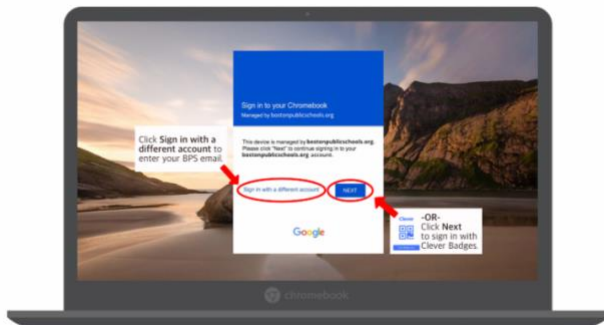 Sign in to your Chromebook
Managed by bostonpublicschools.org
Click Sign in with a
different account to
enter your BPS email.
This device is managed by bostonpublicschools.org.
Please click "Next" to continue signing in to your
bostonpublicschools.org account.
Sign in with a different account
NEXT
Google
Clever
-OR-
Click Next
to sign in with
Clever Badges.
chromebook